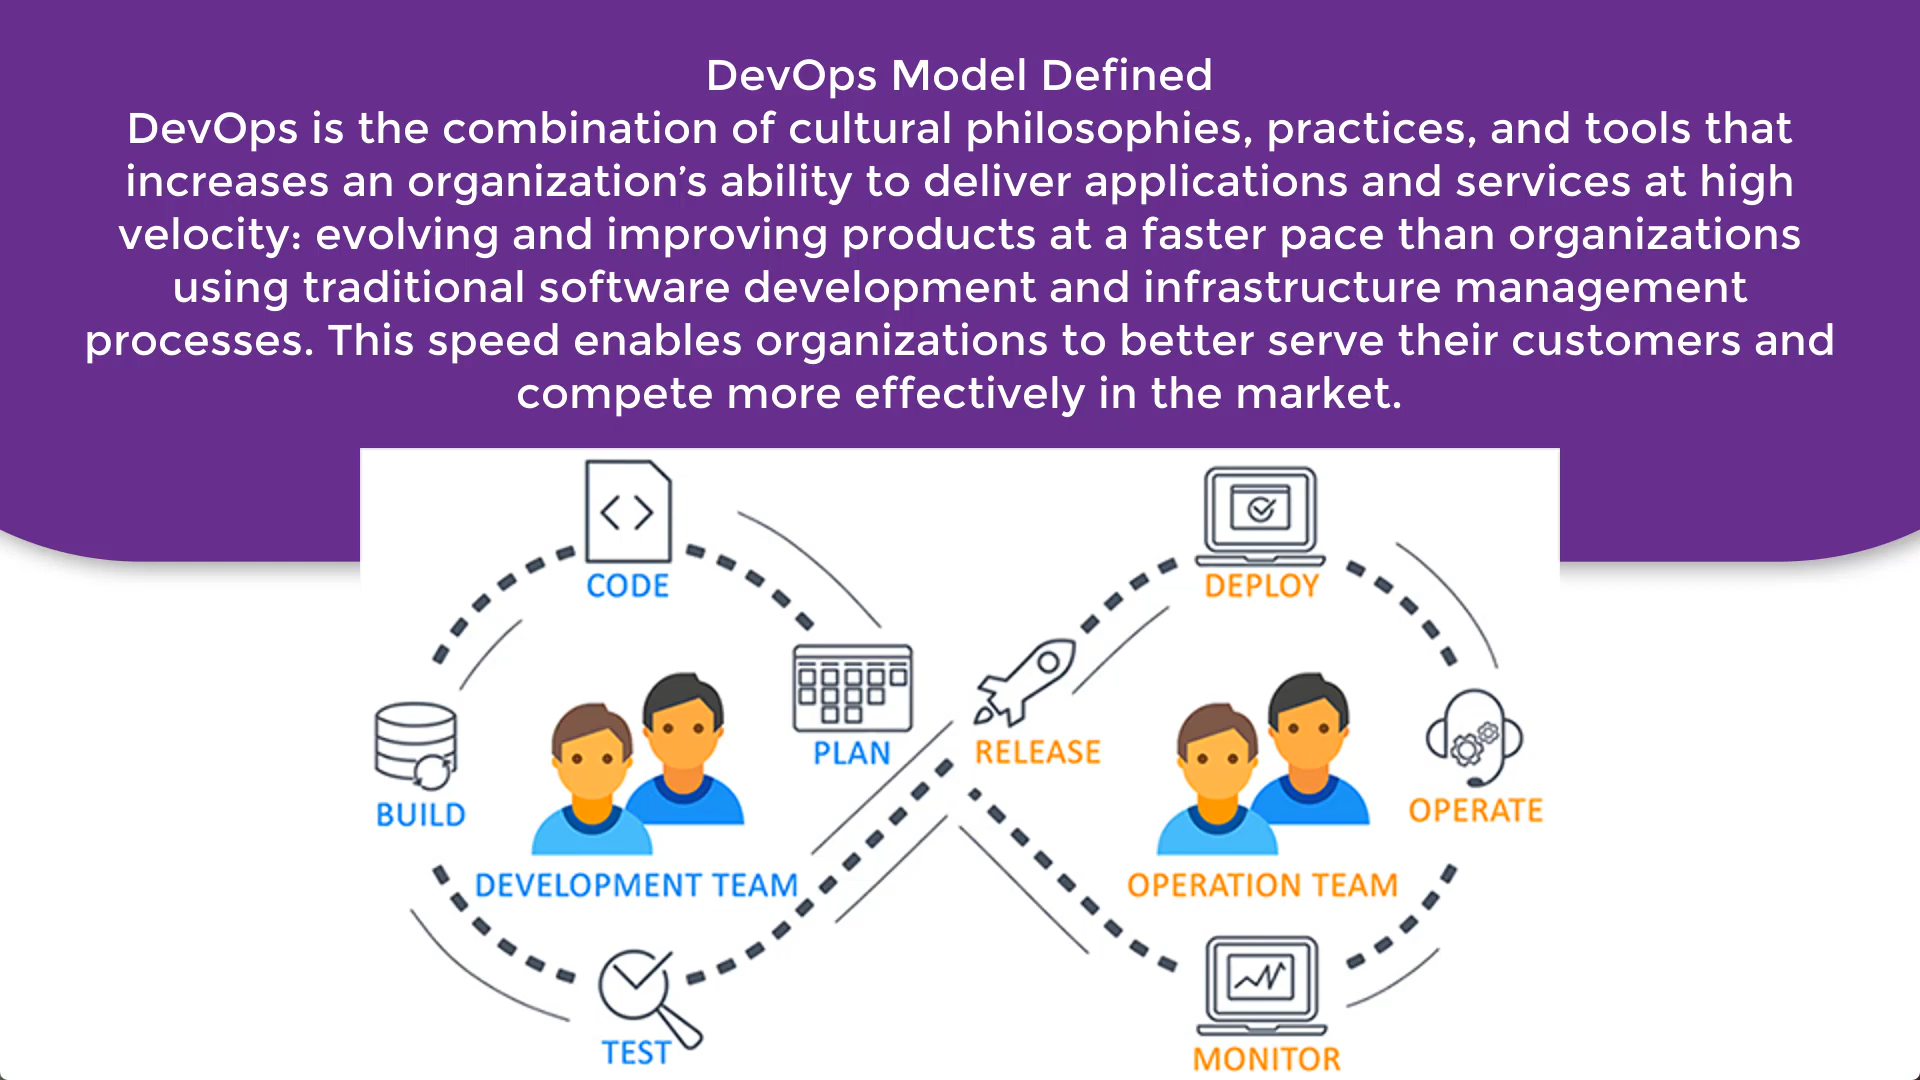 DevOps Model Defined
DevOps is the combination of cultural philosophies, practices, and tools that
increases an organization’s ability to deliver applications and services at high
velocity: evolving and improving products at a faster pace than organizations
using traditional software development and infrastructure management
processes. This speed enables organizations to better serve their customers and
compete more effectively in the market.
CODE
DEPLOY
PLAN
RELEASE
BUILD
OPERATE
DEVELOPMENT TEAM
OPERATION TEAM
TEST
MONITOR